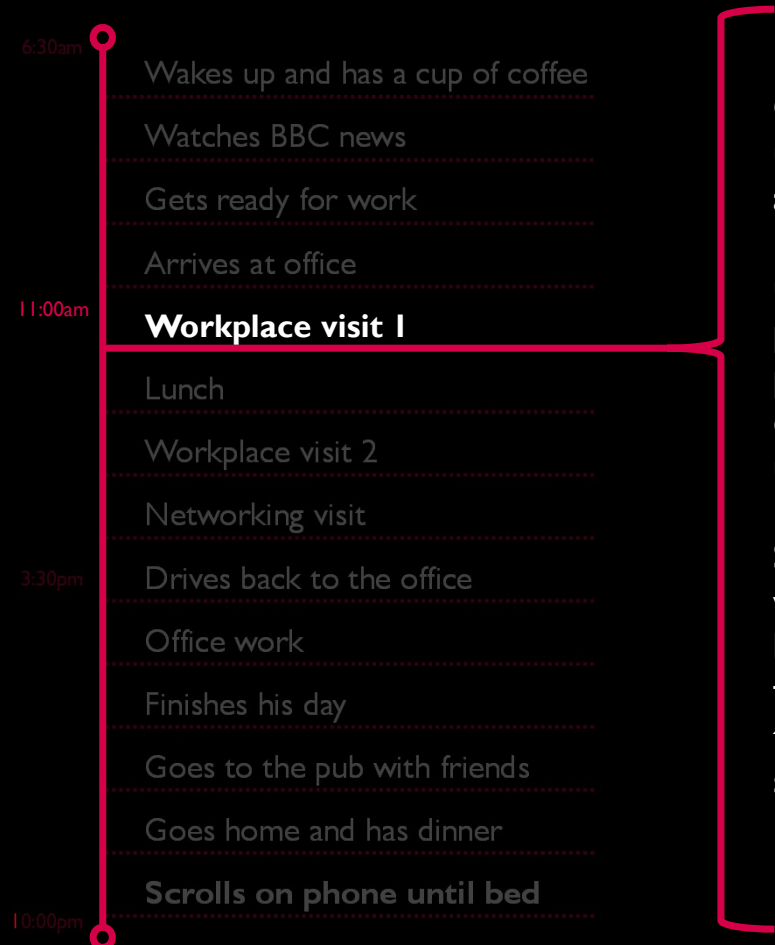 6:30am
Wakes up and has a cup of coffee
Watches BBC news
Gets ready for work
Arrives at office
11:00am
Workplace visit 1
Lunch
Workplace visit 2
Networking visit
3:30pm
Drives back to the office
Office work
Finishes his day
Goes to the pub with friends
Goes home and has dinner
Scrolls on phone until bed
10:00pm